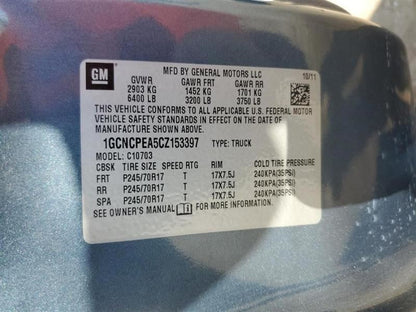 GM
MFD BY GENERAL MOTORS LLC 10/11
GVWR GAWR FRT GAWR RR
2903 KG 1452 KG 1701 KG
6400 LB 3200 LB 3750 LB
THIS VEHICLE CONFORMS TO ALL APPLICABLE U.S. FEDERAL MOTOR
VEHICLE SAFETY STANDARDS IN EFFECT ON THE DATE OF
MANUFACTURE SHOWN ABOVE.
1GCNCPEA5CZ153397 TYPE: TRUCK
MODEL: C10703
CBSK TIRE SIZE SPEED RTG RIM COLD TIRE PRESSURE
FRT P245/70R17 T 17X7.5J 240KPA(35PSI)
RR P245/70R17 T 17X7.5J 240KPA(35PSI)
SPA P245/70R17 T 17X7.5J 240KPA(35PSI)
SEE OWNER'S MANUAL FOR MORE INFORMATION.